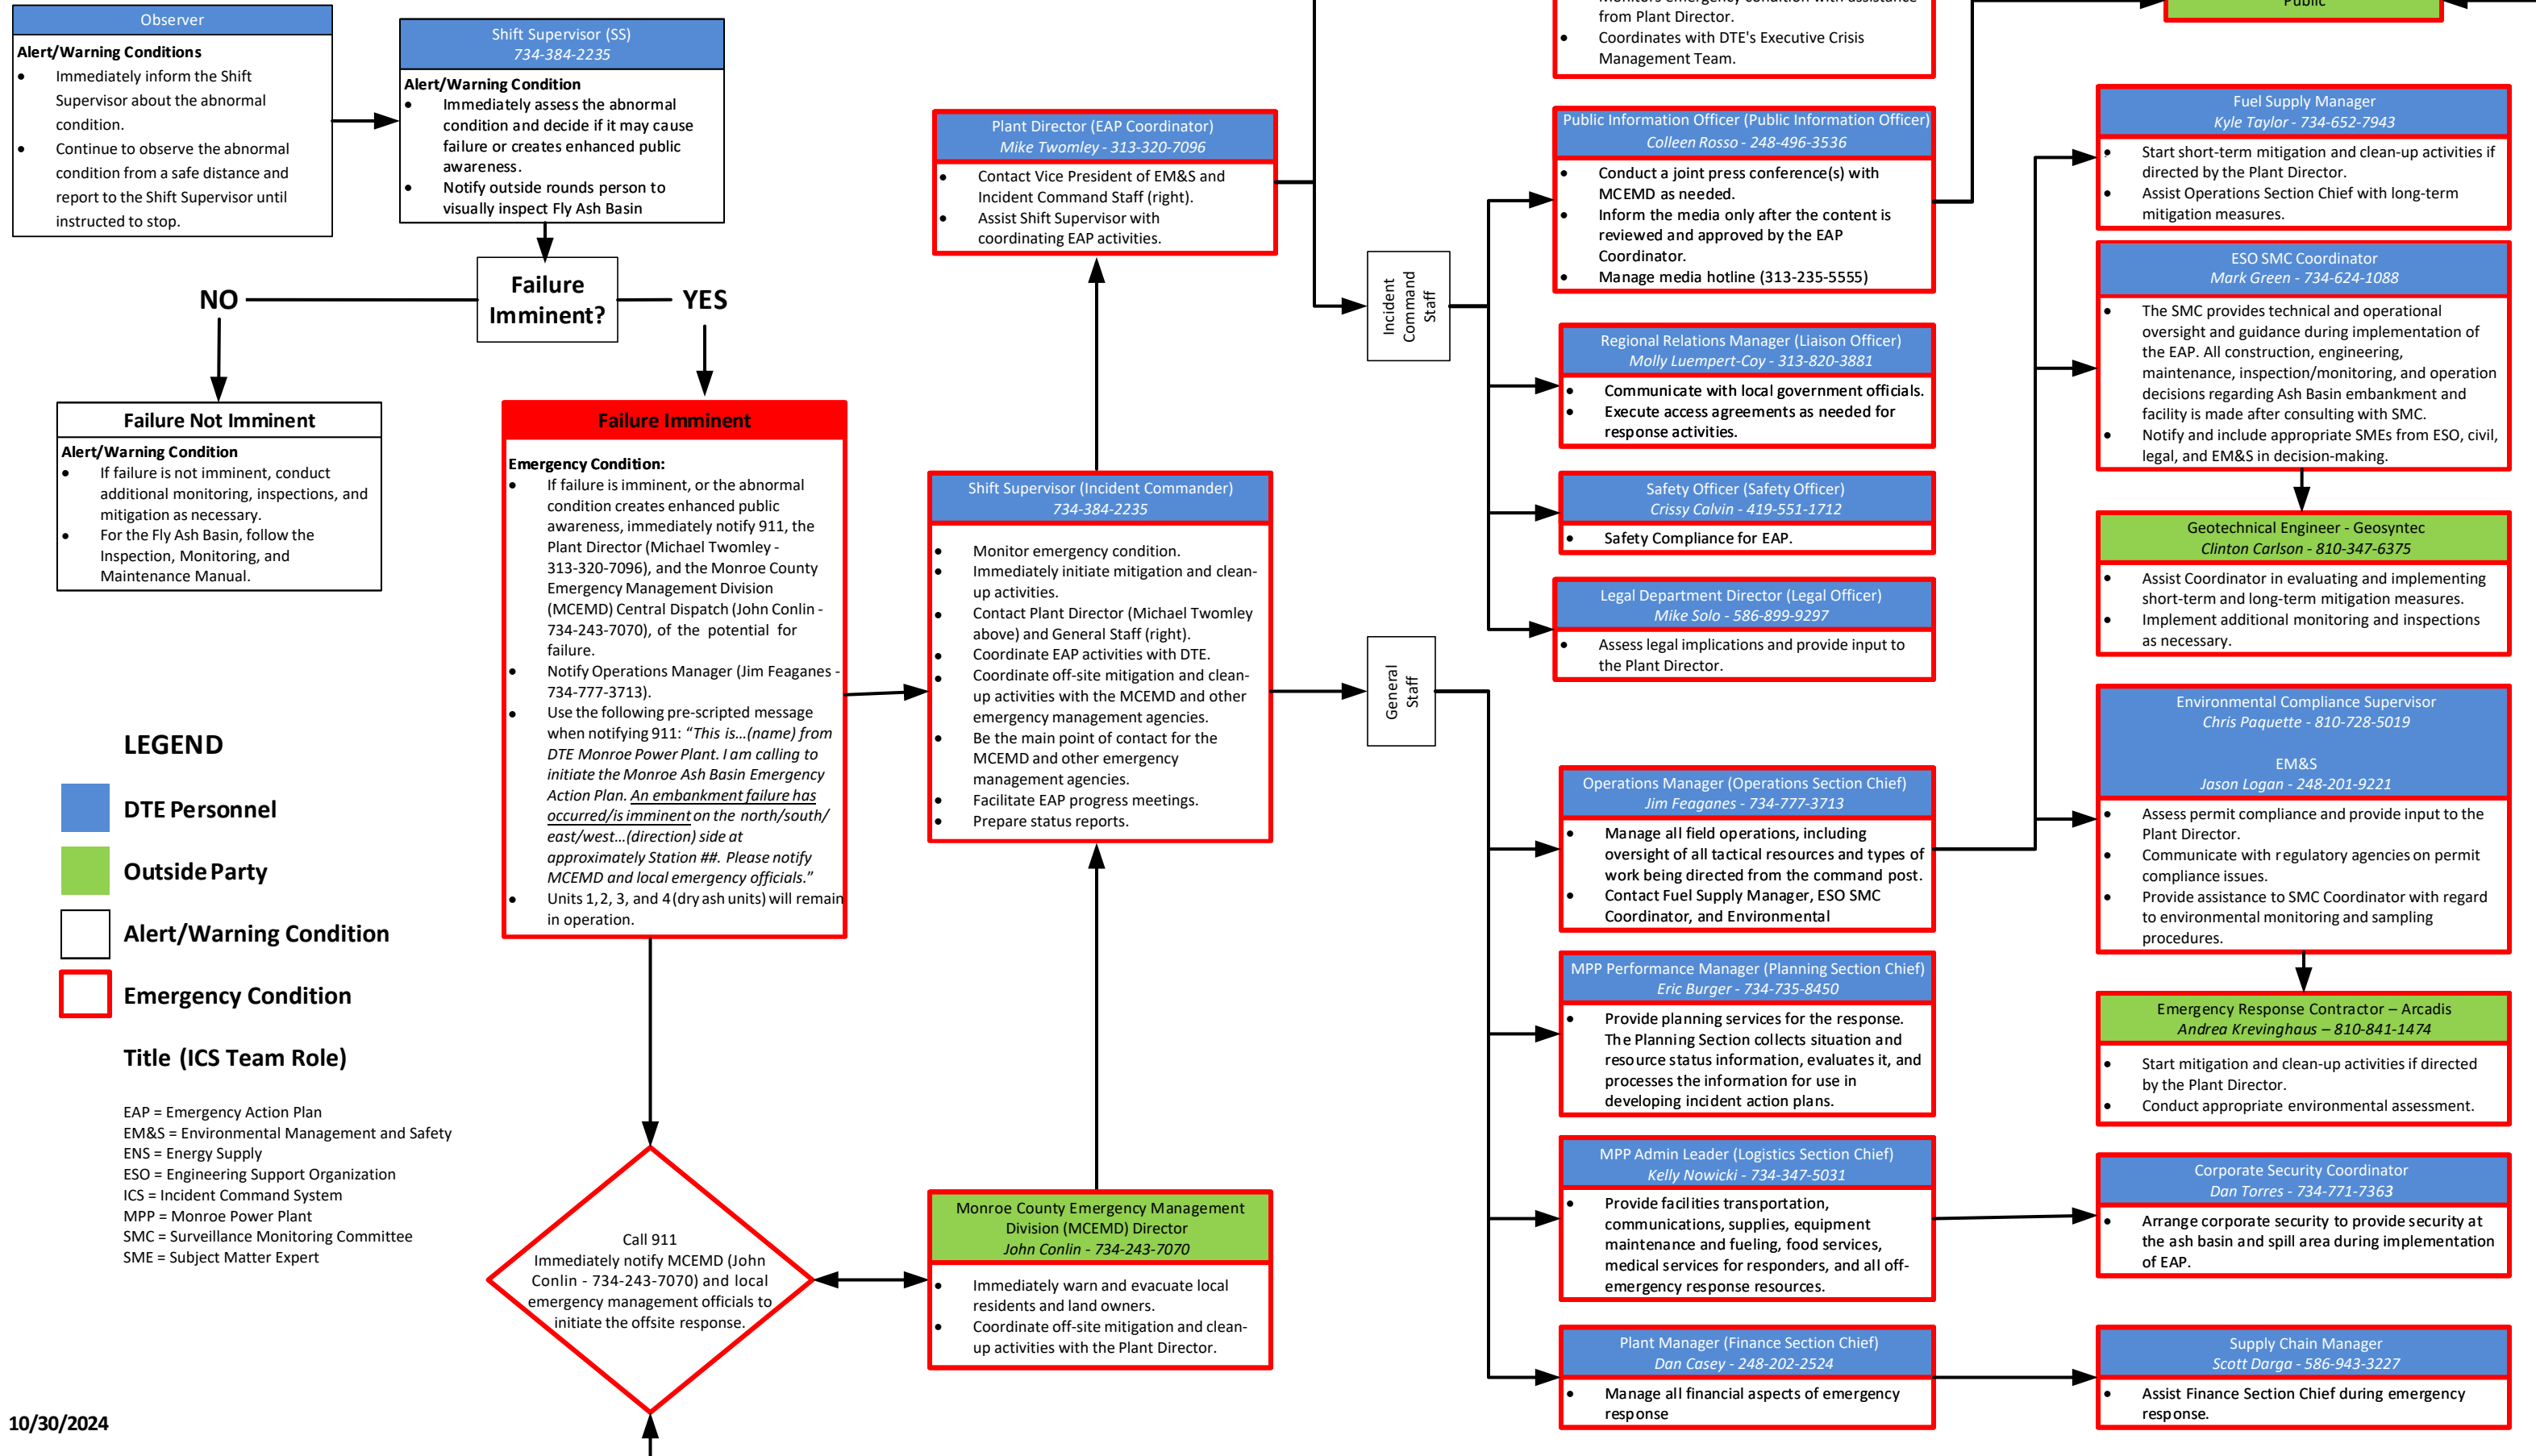 Observer
Alert/Warning Conditions
• Immediately inform the Shift
Supervisor about the abnormal
condition.
• Continue to observe the abnormal
condition from a safe distance and
report to the Shift Supervisor until
instructed to stop.
Shift Supervisor (SS)
734-384-2235
Alert/Warning Condition
• Immediately assess the abnormal
condition and decide if it may cause
failure or creates enhanced public
awareness.
• Notify outside rounds person to
visually inspect Fly Ash Basin
Failure
Imminent?
NO
YES
Failure Not Imminent
Alert/Warning Condition
• If failure is not imminent, conduct
additional monitoring, inspections, and
mitigation as necessary.
• For the Fly Ash Basin, follow the
Inspection, Monitoring, and
Maintenance Manual.
Failure Imminent
Emergency Condition:
• If failure is imminent, or the abnormal
condition creates enhanced public
awareness, immediately notify 911, the
Plant Director (Michael Twomley -
313-320-7096), and the Monroe County
Emergency Management Division
(MCEMD) Central Dispatch (John Conlin -
734-243-7070), of the potential for
failure.
• Notify Operations Manager (Jim Feaganes -
734-777-3713).
• Use the following pre-scripted message
when notifying 911: “This is...(name) from
DTE Monroe Power Plant. I am calling to
initiate the Monroe Ash Basin Emergency
Action Plan. An embankment failure has
occurred/is imminent on the north/south/
east/west...(direction) side at
approximately Station ##. Please notify
MCEMD and local emergency officials.”
• Units 1, 2, 3, and 4 (dry ash units) will remain
in operation.
LEGEND
DTE Personnel
Outside Party
Alert/Warning Condition
Emergency Condition
Title (ICS Team Role)
EAP = Emergency Action Plan
EM&S = Environmental Management and Safety
ENS = Energy Supply
ESO = Engineering Support Organization
ICS = Incident Command System
MPP = Monroe Power Plant
SMC = Surveillance Monitoring Committee
SME = Subject Matter Expert
10/30/2024
Call 911
Immediately notify MCEMD (John
Conlin - 734-243-7070) and local
emergency management officials to
initiate the offsite response.
Plant Director (EAP Coordinator)
Mike Twomley - 313-320-7096
• Contact Vice President of EM&S and
Incident Command Staff (right).
• Assist Shift Supervisor with
coordinating EAP activities.
Shift Supervisor (Incident Commander)
734-384-2235
• Monitor emergency condition.
• Immediately initiate mitigation and clean-
up activities.
• Contact Plant Director (Michael Twomley
above) and General Staff (right).
• Coordinate EAP activities with DTE.
• Coordinate off-site mitigation and clean-
up activities with the MCEMD and other
emergency management agencies.
• Be the main point of contact for the
MCEMD and other emergency
management agencies.
• Facilitate EAP progress meetings.
• Prepare status reports.
Monroe County Emergency Management
Division (MCEMD) Director
John Conlin - 734-243-7070
• Immediately warn and evacuate local
residents and land owners.
• Coordinate off-site mitigation and clean-
up activities with the Plant Director.
Incident
Command
Staff
General
Staff
Monitors emergency condition with assistance
from Plant Director.
• Coordinates with DTE's Executive Crisis
Management Team.
Public Information Officer (Public Information Officer)
Colleen Rosso - 248-496-3536
• Conduct a joint press conference(s) with
MCEMD as needed.
• Inform the media only after the content is
reviewed and approved by the EAP
Coordinator.
• Manage media hotline (313-235-5555)
Regional Relations Manager (Liaison Officer)
Molly Luempert-Coy - 313-820-3881
• Communicate with local government officials.
• Execute access agreements as needed for
response activities.
Safety Officer (Safety Officer)
Crissy Calvin - 419-551-1712
• Safety Compliance for EAP.
Legal Department Director (Legal Officer)
Mike Solo - 586-899-9297
• Assess legal implications and provide input to
the Plant Director.
Operations Manager (Operations Section Chief)
Jim Feaganes - 734-777-3713
• Manage all field operations, including
oversight of all tactical resources and types of
work being directed from the command post.
• Contact Fuel Supply Manager, ESO SMC
Coordinator, and Environmental
MPP Performance Manager (Planning Section Chief)
Eric Burger - 734-735-8450
• Provide planning services for the response.
The Planning Section collects situation and
resource status information, evaluates it, and
processes the information for use in
developing incident action plans.
MPP Admin Leader (Logistics Section Chief)
Kelly Nowicki - 734-347-5031
• Provide facilities transportation,
communications, supplies, equipment
maintenance and fueling, food services,
medical services for responders, and all off-
emergency response resources.
Plant Manager (Finance Section Chief)
Dan Casey - 248-202-2524
• Manage all financial aspects of emergency
response
Public
Fuel Supply Manager
Kyle Taylor - 734-652-7943
• Start short-term mitigation and clean-up activities if
directed by the Plant Director.
• Assist Operations Section Chief with long-term
mitigation measures.
ESO SMC Coordinator
Mark Green - 734-624-1088
• The SMC provides technical and operational
oversight and guidance during implementation of
the EAP. All construction, engineering,
maintenance, inspection/monitoring, and operation
decisions regarding Ash Basin embankment and
facility is made after consulting with SMC.
• Notify and include appropriate SMEs from ESO, civil,
legal, and EM&S in decision-making.
Geotechnical Engineer - Geosyntec
Clinton Carlson - 810-347-6375
• Assist Coordinator in evaluating and implementing
short-term and long-term mitigation measures.
• Implement additional monitoring and inspections
as necessary.
Environmental Compliance Supervisor
Chris Paquette - 810-728-5019
EM&S
Jason Logan - 248-201-9221
• Assess permit compliance and provide input to the
Plant Director.
• Communicate with regulatory agencies on permit
compliance issues.
• Provide assistance to SMC Coordinator with regard
to environmental monitoring and sampling
procedures.
Emergency Response Contractor – Arcadis
Andrea Krevinghaus – 810-841-1474
• Start mitigation and clean-up activities if directed
by the Plant Director.
• Conduct appropriate environmental assessment.
Corporate Security Coordinator
Dan Torres - 734-771-7363
• Arrange corporate security to provide security at
the ash basin and spill area during implementation
of EAP.
Supply Chain Manager
Scott Darga - 586-943-3227
• Assist Finance Section Chief during emergency
response.